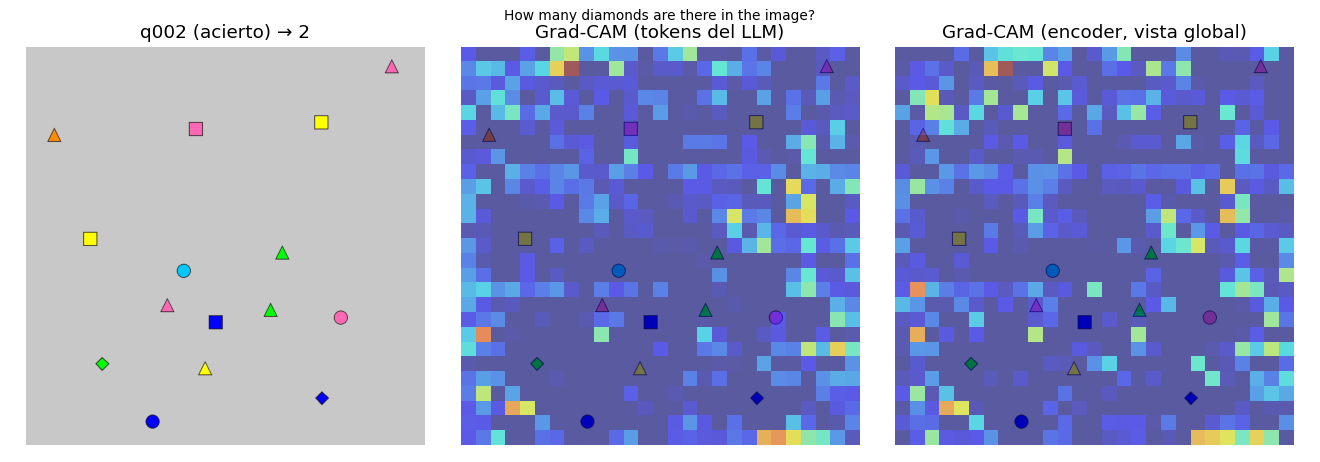 How many diamonds are there in the image?
q002 (acierto) → 2
Grad-CAM (tokens del LLM)
Grad-CAM (encoder, vista global)